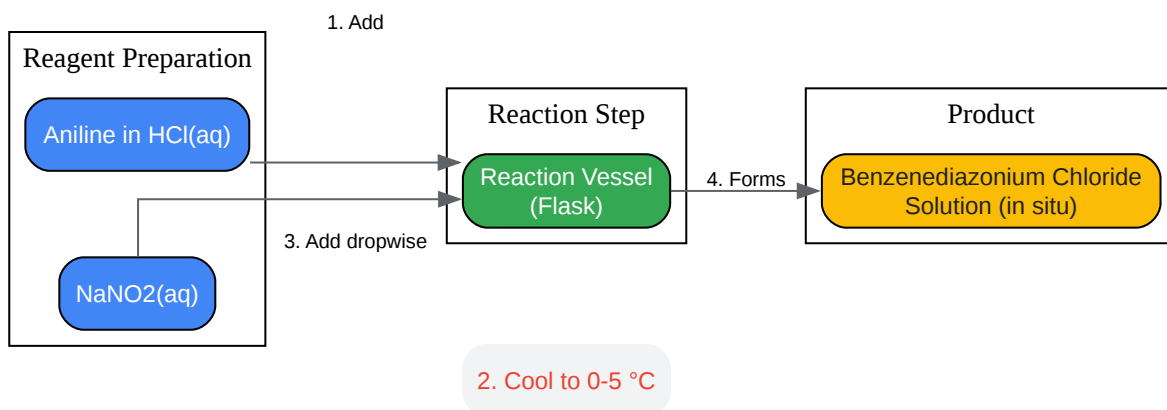 1. Add
Reagent Preparation
Aniline in HCl(aq)
NaNO2(aq)
3. Add dropwise
Reaction Step
Reaction Vessel
(Flask)
2. Cool to 0-5 °C
4. Forms
Product
Benzenediazonium Chloride
Solution (in situ)